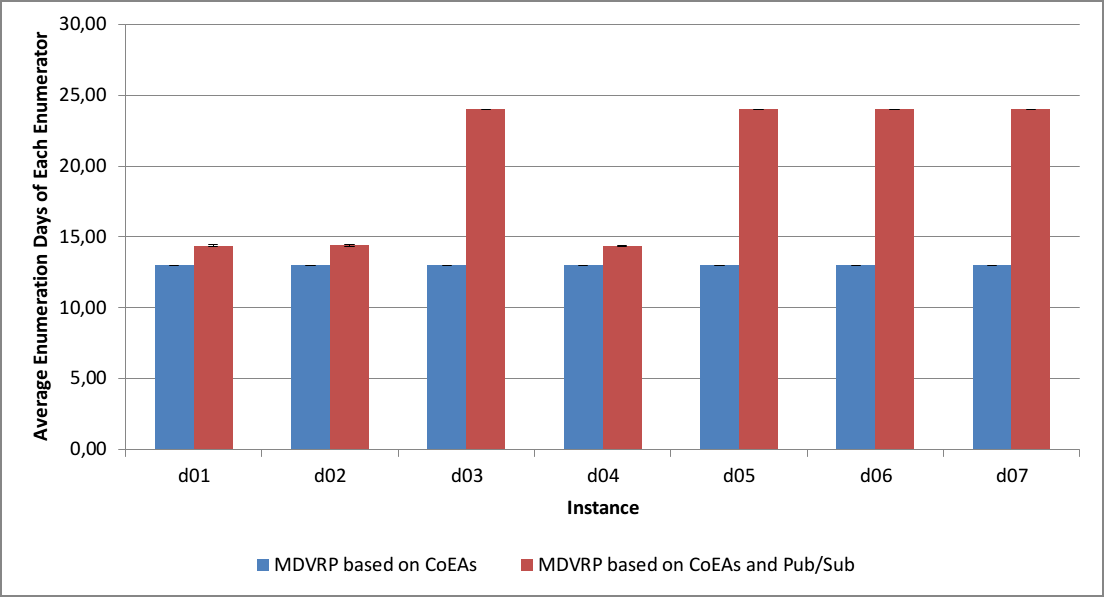 Average Enumeration Days of Each Enumerator
30,00
25,00
20,00
15,00
10,00
5,00
0,00
d01 d02 d03 d04 d05 d06 d07
Instance
MDVRP based on CoEAs MDVRP based on CoEAs and Pub/Sub